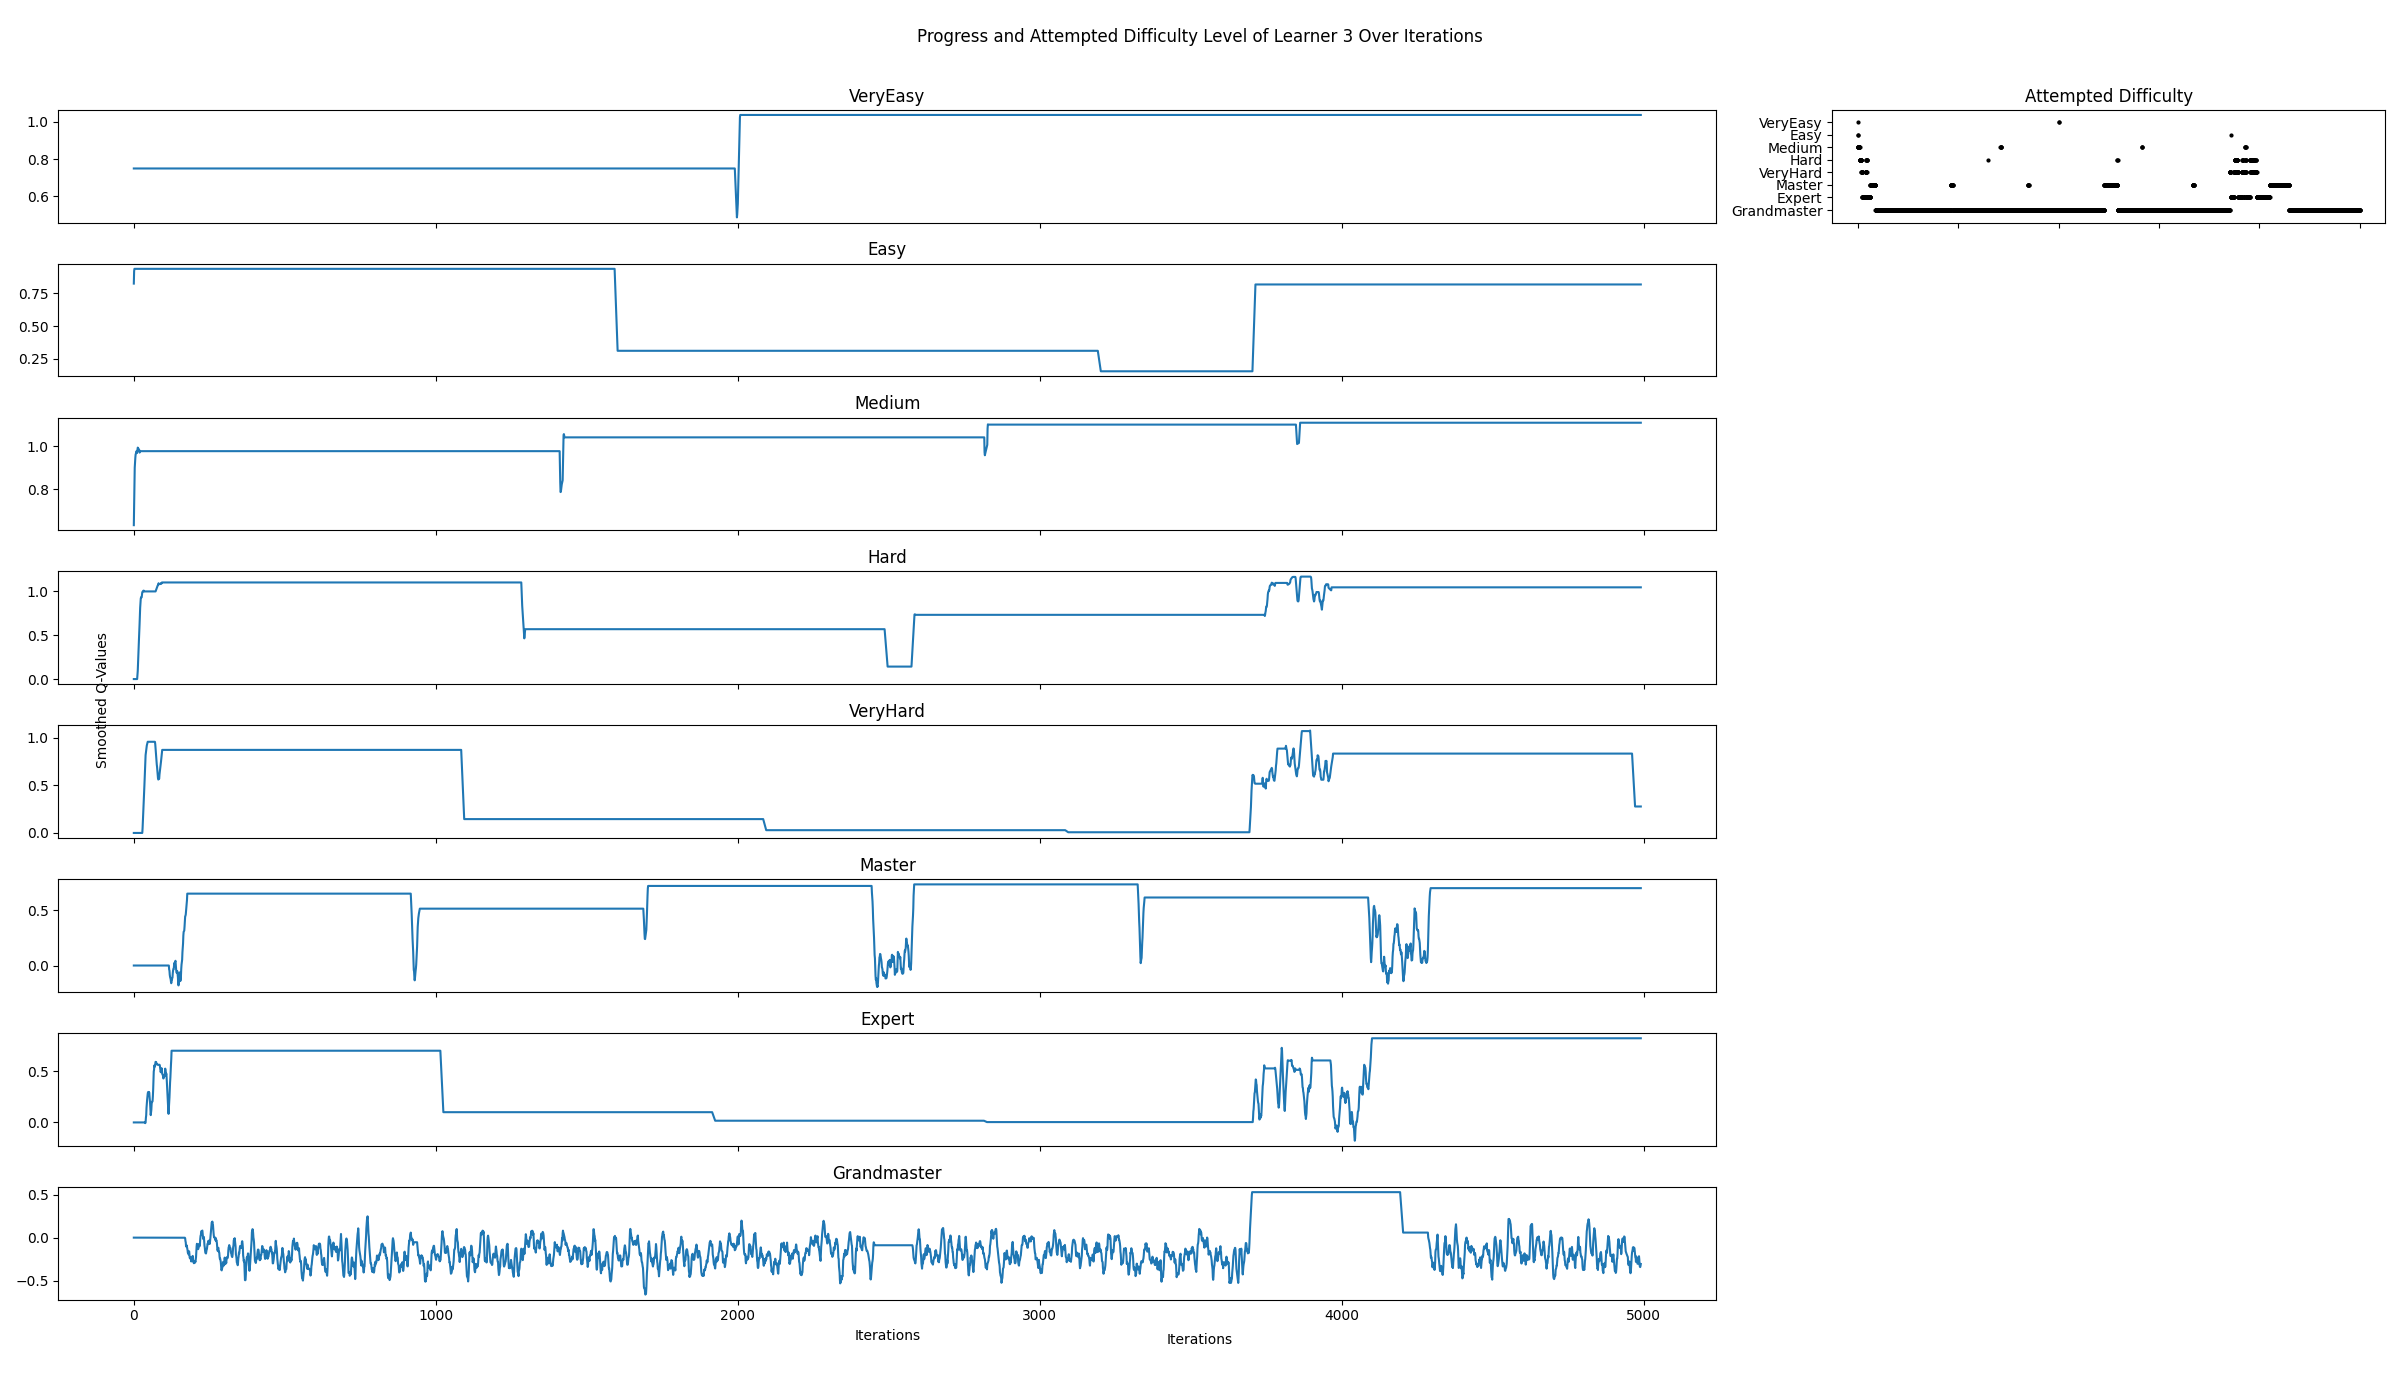 Progress and Attempted Difficulty Level of Learner 3 Over Iterations
VeryEasy
1.0
0.8
0.6
Attempted Difficulty
VeryEasy
Easy
Medium
Hard
VeryHard
Master
Expert
Grandmaster
Easy
0.75
0.50
0.25
Medium
1.0
0.8
Hard
1.0
0.5
0.0
Smoothed Q-Values
VeryHard
1.0
0.5
0.0
Master
0.5
0.0
Expert
0.5
0.0
Grandmaster
0.5
0.0
−0.5
0 1000 2000 3000 4000 5000
Iterations
Iterations